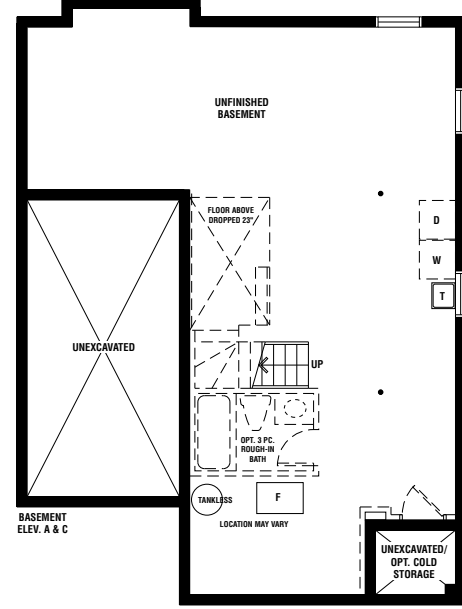 UNFINISHED
BASEMENT
FLOOR ABOVE
DROPPED 23"
D
W
T
UNEXCAVATED
UP
OPT. 3 PC.
ROUGH-IN
BATH
TANKLESS
F
LOCATION MAY VARY
BASEMENT
ELEV. A & C
UNEXCAVATED/
OPT. COLD
STORAGE